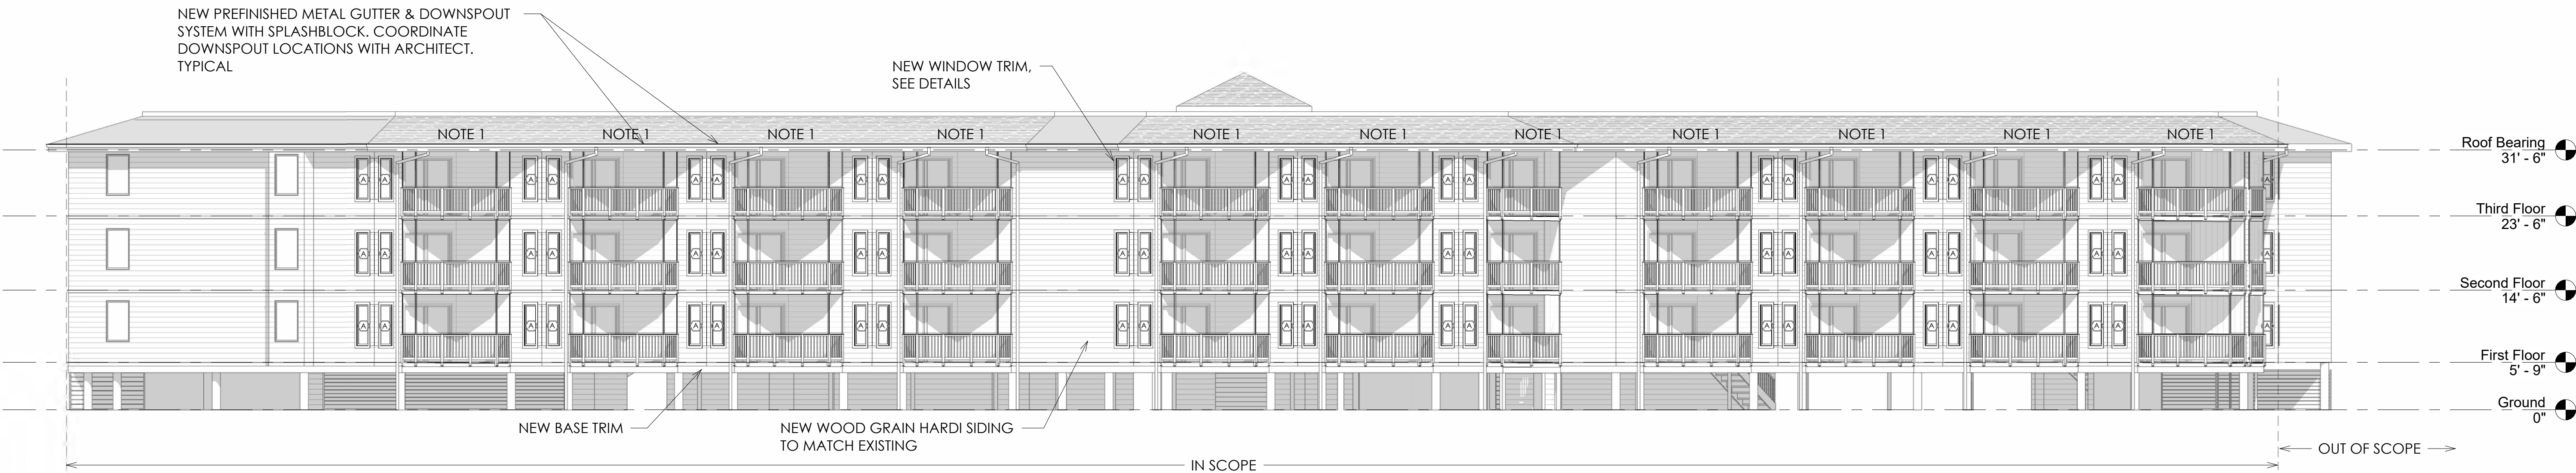 NEW PREFINISHED METAL GUTTER & DOWNSPOUT
SYSTEM WITH SPLASHBLOCK. COORDINATE
DOWNSPOUT LOCATIONS WITH ARCHITECT.
TYPICAL
NEW WINDOW TRIM,
SEE DETAILS
NOTE 1 NOTE 1 NOTE 1 NOTE 1 NOTE 1 NOTE 1 NOTE 1 NOTE 1 NOTE 1 NOTE 1 NOTE 1
Roof Bearing
31' - 6"
A A A A A A A A A A A A A A A A A A
Third Floor
23' - 6"
A A A A A A A A A A A A A A A A A A
Second Floor
14' - 6"
A A A A A A A A A A A A A A A A A A
First Floor
5' - 9"
Ground
0"
NEW BASE TRIM
NEW WOOD GRAIN HARDI SIDING
TO MATCH EXISTING
OUT OF SCOPE
IN SCOPE